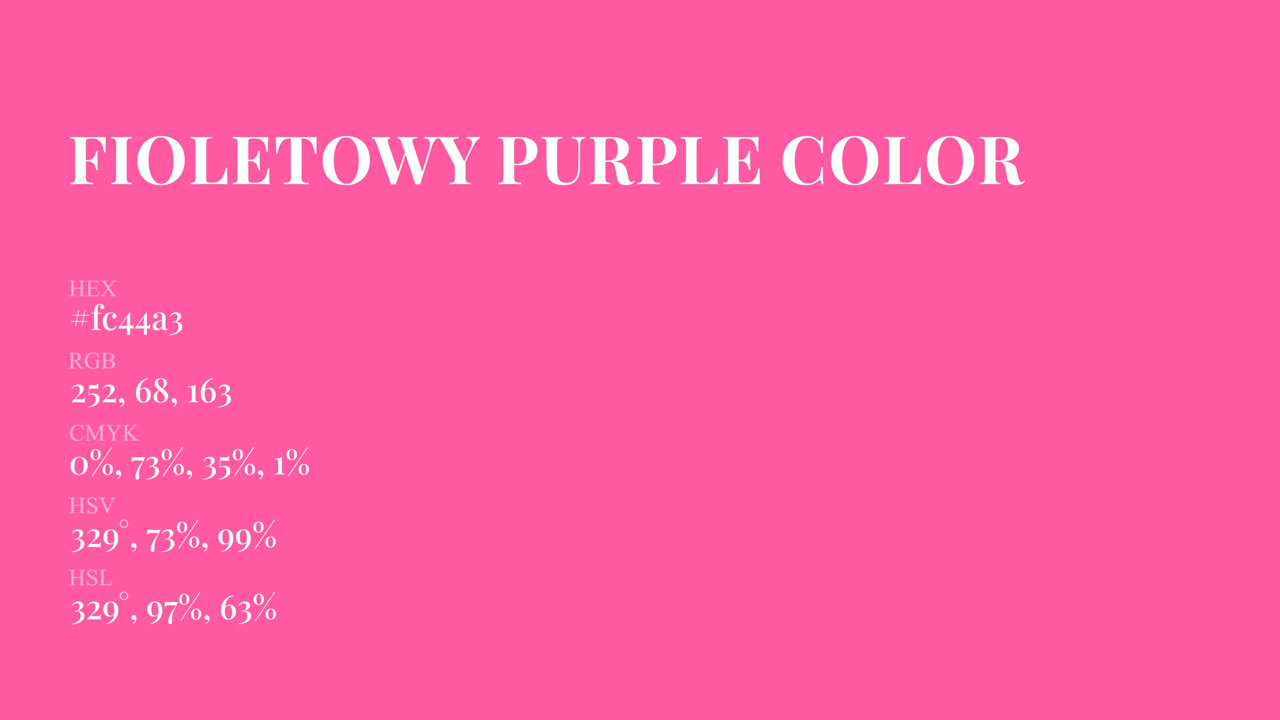 FIOLETOWY PURPLE COLOR
HEX
#fc44a3
RGB
252, 68, 163
CMYK
0%, 73%, 35%, 1%
HSV
329°, 73%, 99%
HSL
329°, 97%, 63%